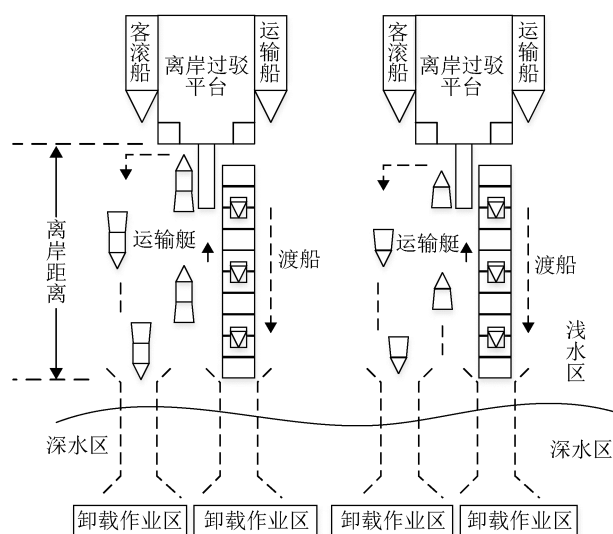 客滚船
离岸过驳
平台
运输船
客滚船
离岸过驳
平台
运输船
离岸距离
运输艇
渡船
运输艇
渡船
浅水区
深水区
深水区
卸载作业区
卸载作业区
卸载作业区
卸载作业区